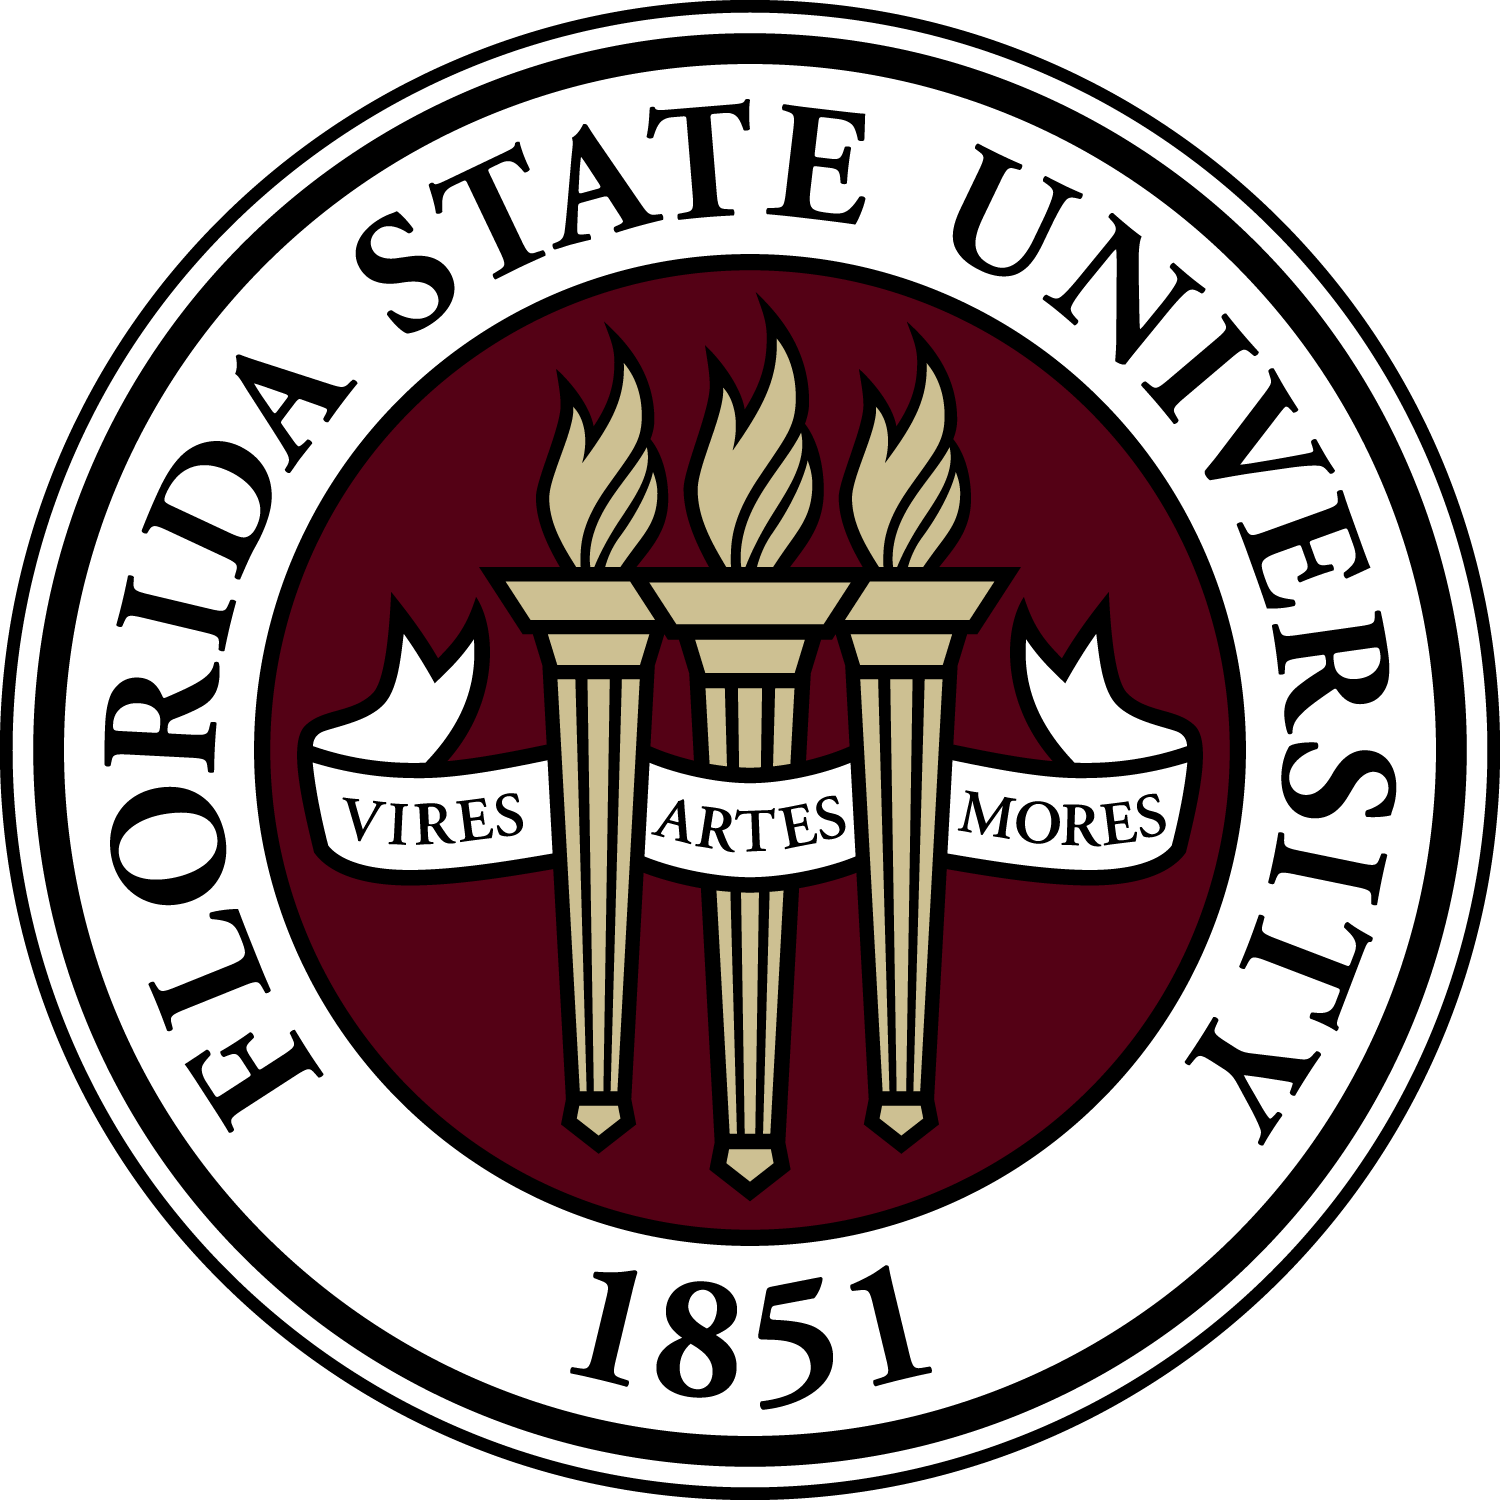 FLORIDA STATE UNIVERSITY
VIRES ARTES MORES
1851